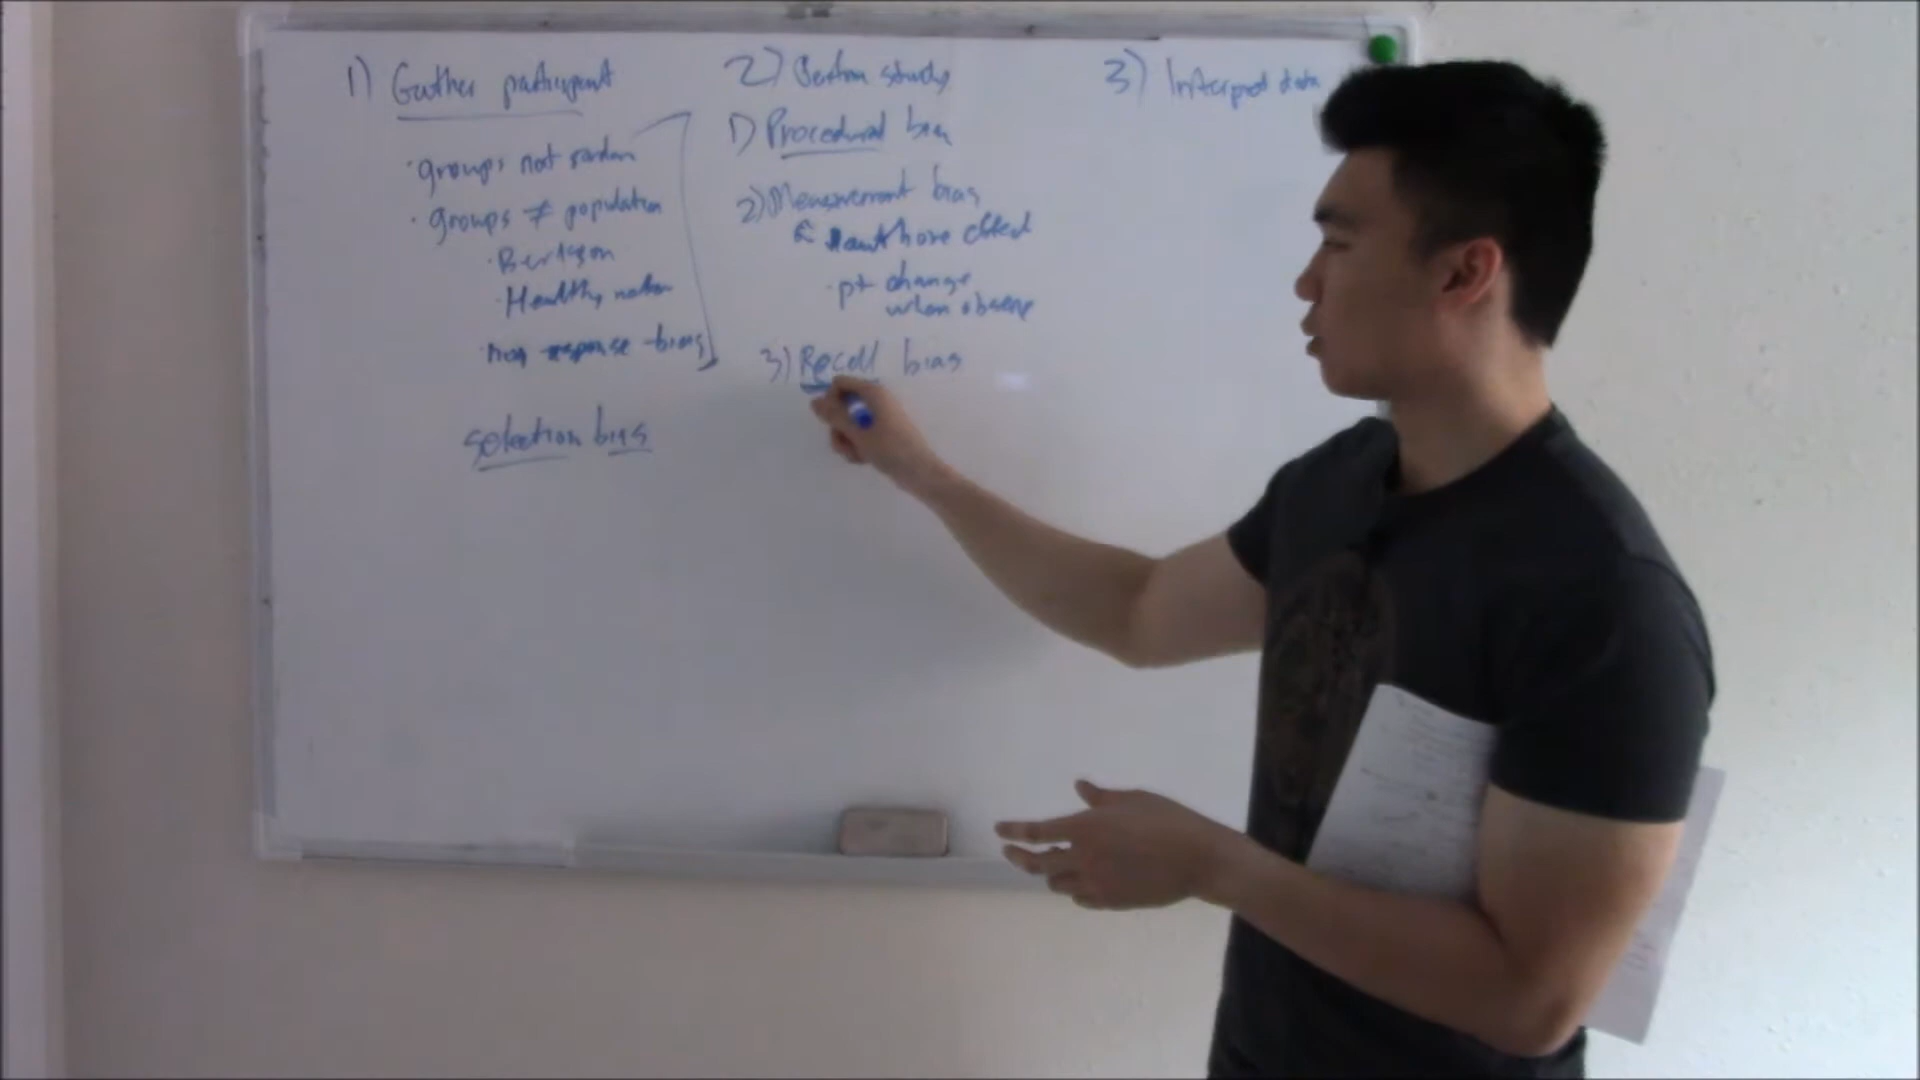 1) Gather participant
· groups not random
· groups ≠ population
· Berkson
· Healthy
· non response bias
selection bias
2) Perform study
1) Procedural bias
2) Measurement bias
Hawthorne effect
· pt change
when observe
3) Recall bias
3) Interpret data